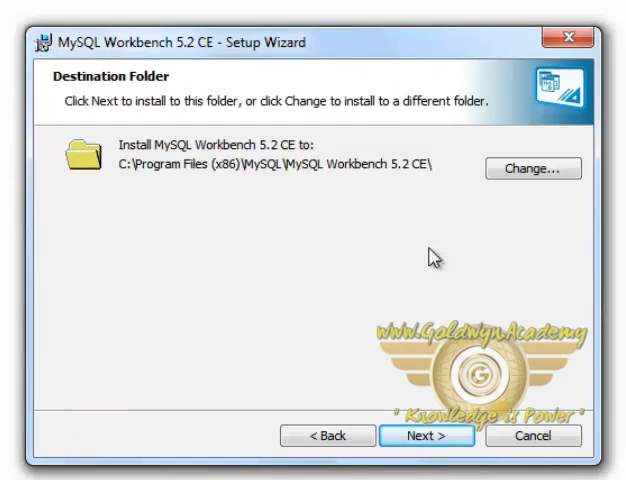 MySQL Workbench 5.2 CE - Setup Wizard
Destination Folder
Click Next to install to this folder, or click Change to install to a different folder.
Install MySQL Workbench 5.2 CE to:
C:\Program Files (x86)\MySQL\MySQL Workbench 5.2 CE\
Change...
www.Goldwyn.Academy
G
" Knowledge is Power "
< Back
Next >
Cancel